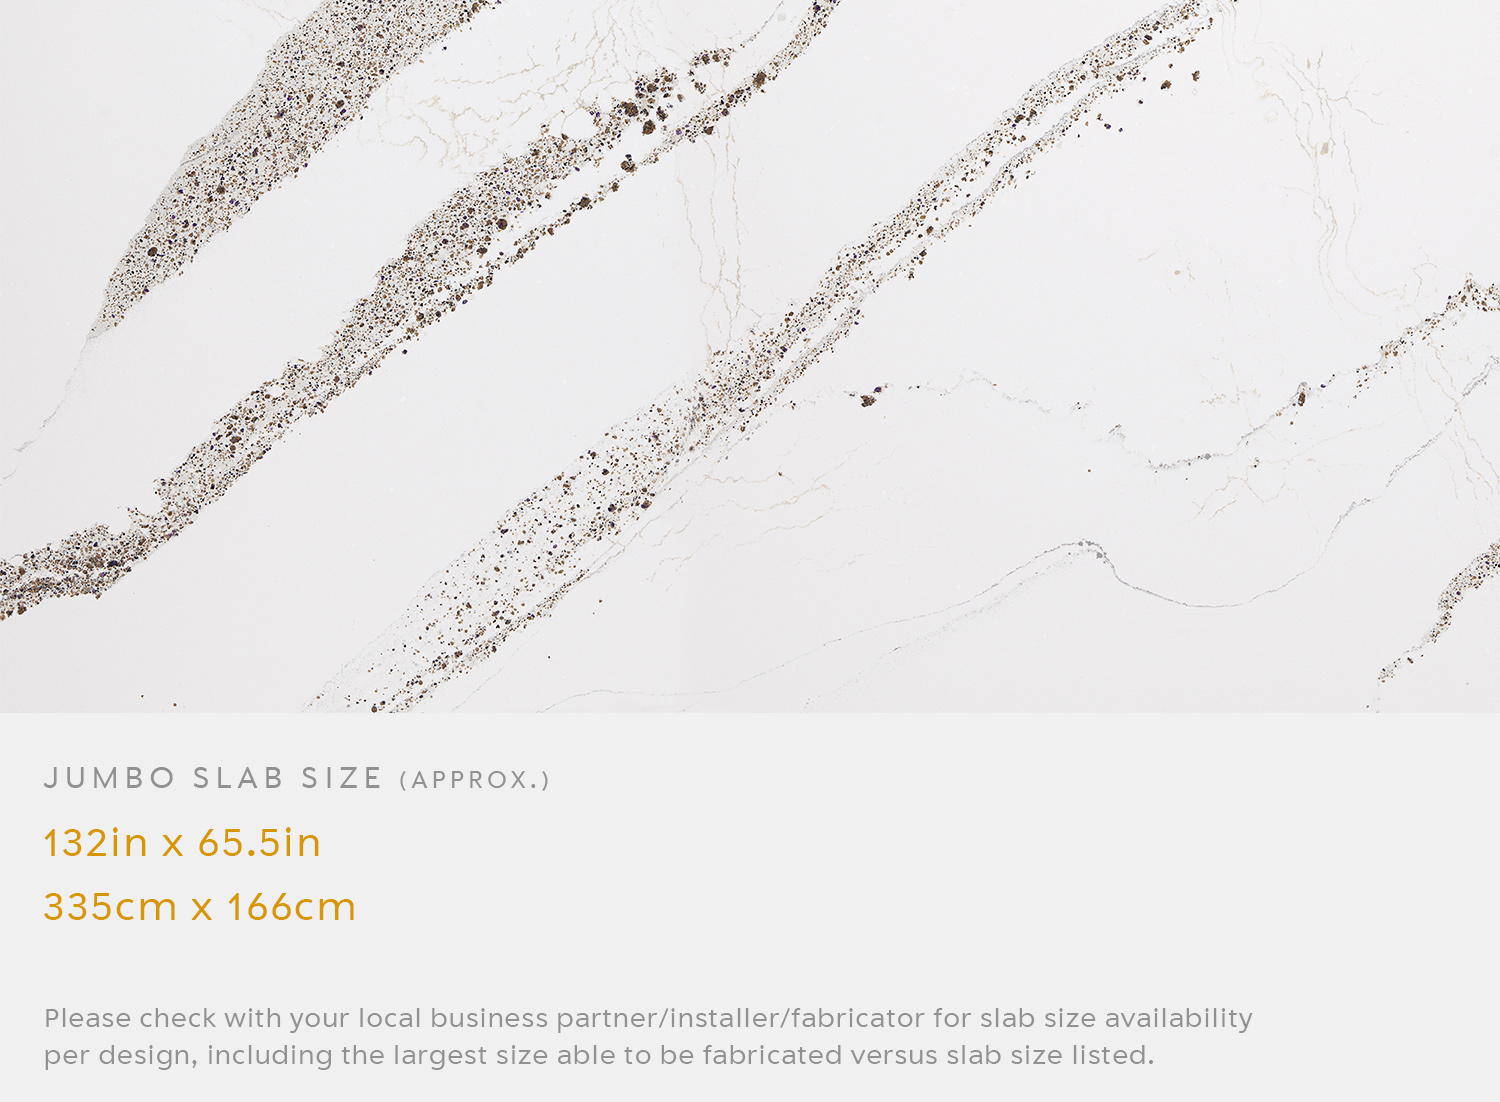 JUMBO SLAB SIZE (APPROX.)
132in x 65.5in
335cm x 166cm
Please check with your local business partner/installer/fabricator for slab size availability
per design, including the largest size able to be fabricated versus slab size listed.